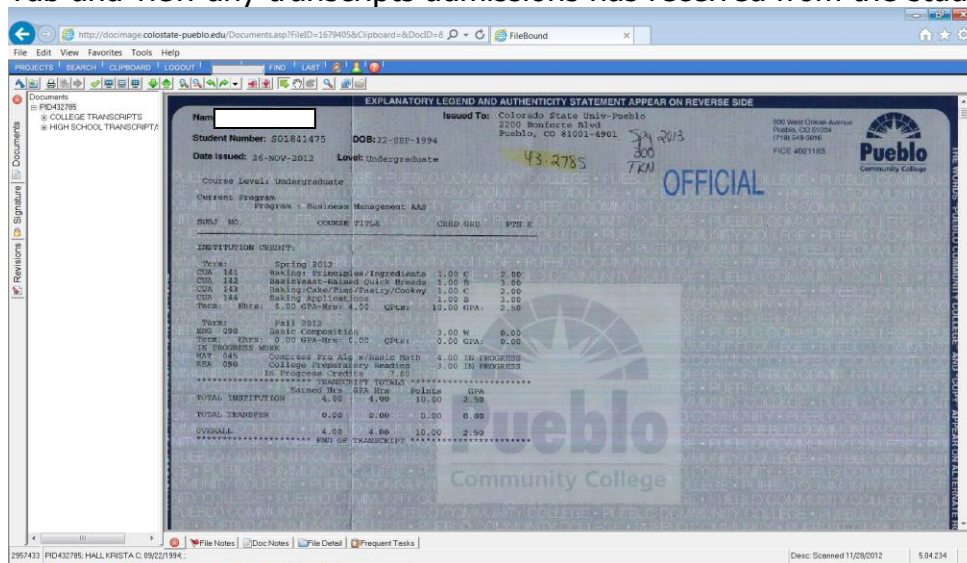 Tab and view any transcripts admissions has received from the stud
http://docimage.colostate-pueblo.edu/Documents.asp?FileID=1679405&Clipboard=&DocID=8
FileBound
File Edit View Favorites Tools Help
PROJECTS SEARCH CLIPBOARD LOGOUT FIND LAST
Documents
PID432785
COLLEGE TRANSCRIPTS
HIGH SCHOOL TRANSCRIPT/
Documents
Signature
Revisions
EXPLANATORY LEGEND AND AUTHENTICITY STATEMENT APPEAR ON REVERSE SIDE
Nam
Issued To: Colorado State Univ-Pueblo
2200 Bonforte Blvd
Pueblo, CO 81001-4901
900 West Orman Avenue
Pueblo, CO 81004
FICE #021163
Pueblo
Community College
Student Number: S01841475 DOB: 22-SEP-1994
Date Issued: 26-NOV-2012 Level: Undergraduate
43-2785
2013
300
OFFICIAL
Course Level: Undergraduate
Current Program
Program : Business Management AAS
SUBJ NO. COURSE TITLE CRED GRD PTS R
INSTITUTION CREDIT:
Term: Spring 2012
CUA 141 Baking: Principles/Ingredients 1.00 C 2.00
CUA 142 Basic Yeast-Raised Quick Breads 1.00 B 3.00
CUA 143 Baking:Cake/Pies/Pastry/Cookey 1.00 C 2.00
CUA 144 Baking Applications 1.00 B 3.00
Term: Ehrs: 4.00 GPA-Hrs: 4.00 QPts: 10.00 GPA: 2.50
Term: Fall 2012
ENG 090 Basic Composition 3.00 W 0.00
Term: Ehrs: 0.00 GPA-Hrs: 0.00 QPts: 0.00 GPA: 0.00
IN PROGRESS WORK
MAT 045 Compress Pre Alg w/Basic Math 4.00 IN PROGRESS
REA 090 College Preparatory Reading 3.00 IN PROGRESS
In Progress Credits 7.00
TRANSCRIPT TOTALS
Earned Hrs GPA Hrs Points GPA
TOTAL INSTITUTION 4.00 4.00 10.00 2.50
TOTAL TRANSFER 0.00 0.00 0.00 0.00
OVERALL 4.00 4.00 10.00 2.50
END OF TRANSCRIPT
Pueblo
Community College
File Notes Doc Notes File Detail Frequent Tasks
2957433 PID432785; HALL KRISTA C; 09/22/1994; ;
Desc: Scanned 11/28/2012 5.04.234